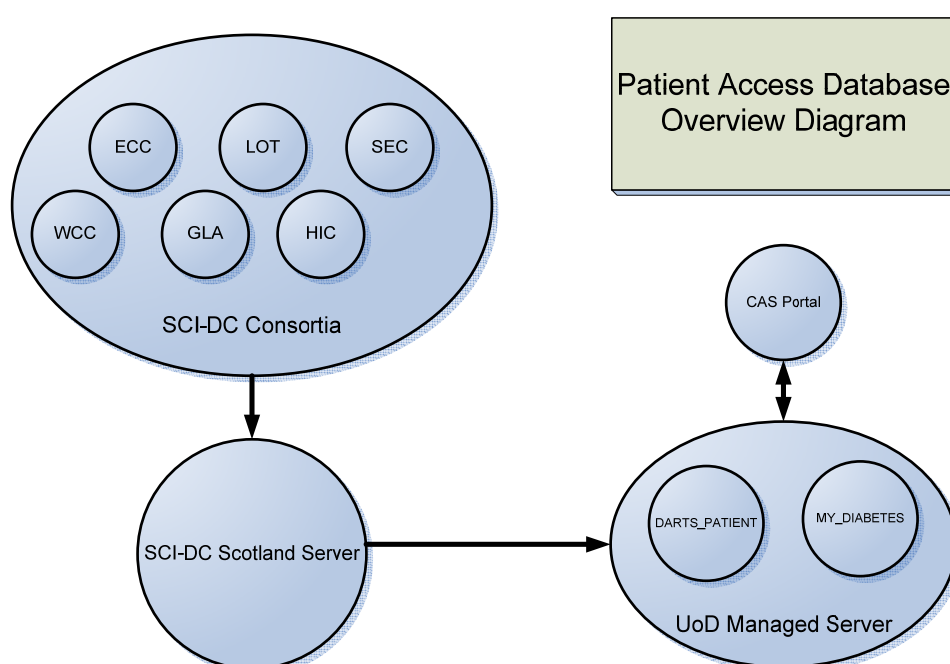 Patient Access Database
Overview Diagram
ECC
LOT
SEC
WCC
GLA
HIC
SCI-DC Consortia
CAS Portal
SCI-DC Scotland Server
DARTS_PATIENT
MY_DIABETES
UoD Managed Server